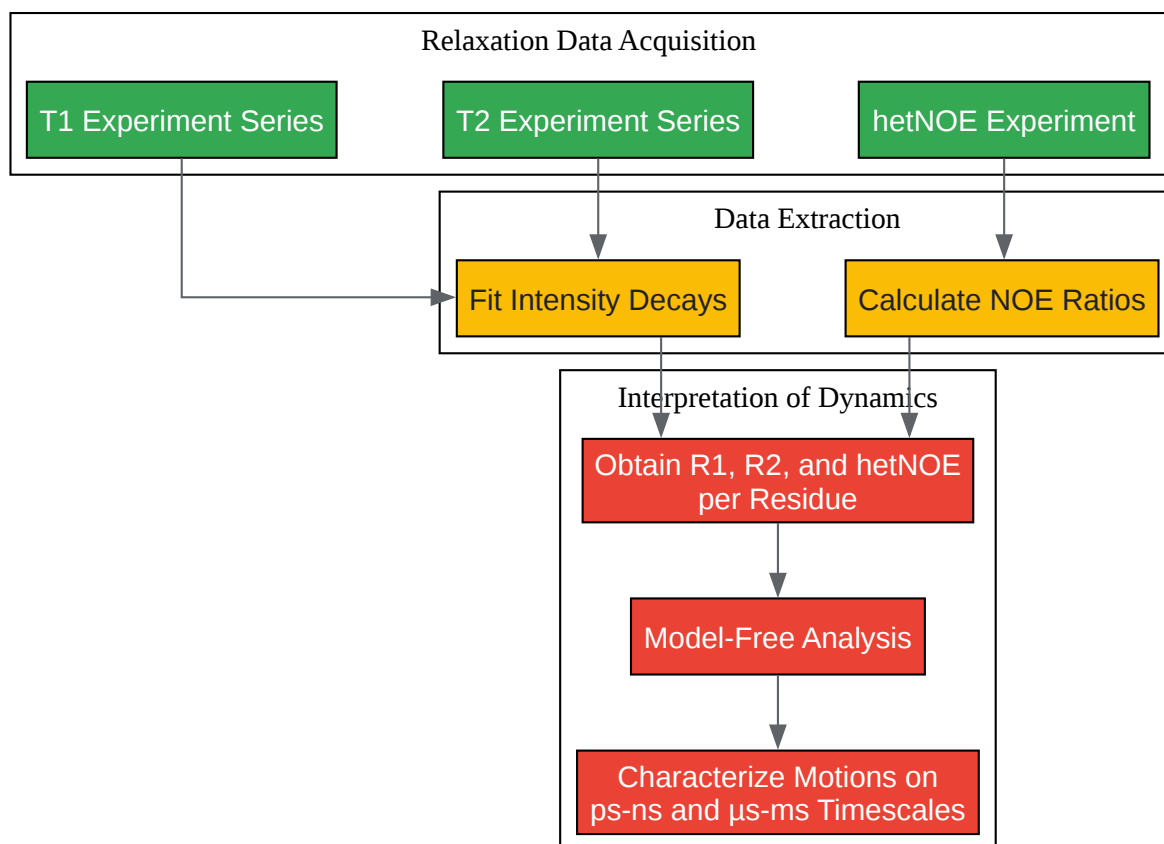 Relaxation Data Acquisition
T1 Experiment Series
T2 Experiment Series
hetNOE Experiment
Data Extraction
Fit Intensity Decays
Calculate NOE Ratios
Interpretation of Dynamics
Obtain R1, R2, and hetNOE
per Residue
Model-Free Analysis
Characterize Motions on
ps-ns and µs-ms Timescales